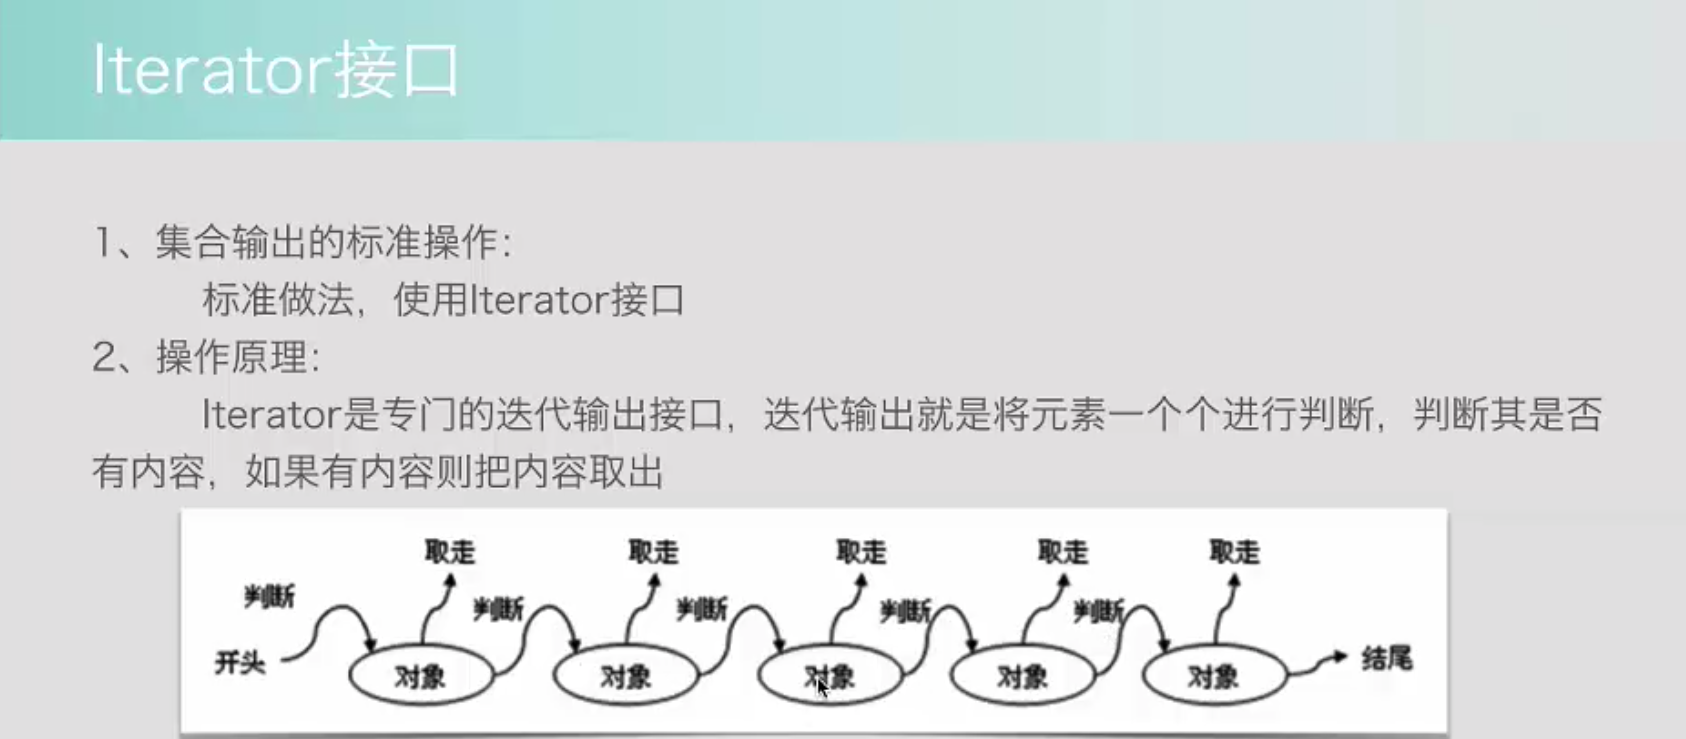 Iterator接口
1、集合输出的标准操作：
标准做法，使用Iterator接口
2、操作原理：
Iterator是专门的迭代输出接口，迭代输出就是将元素一个个进行判断，判断其是否
有内容，如果有内容则把内容取出
取走 取走 取走 取走 取走
判断 判断 判断 判断 判断
开头 对象 对象 对象 对象 对象 结尾